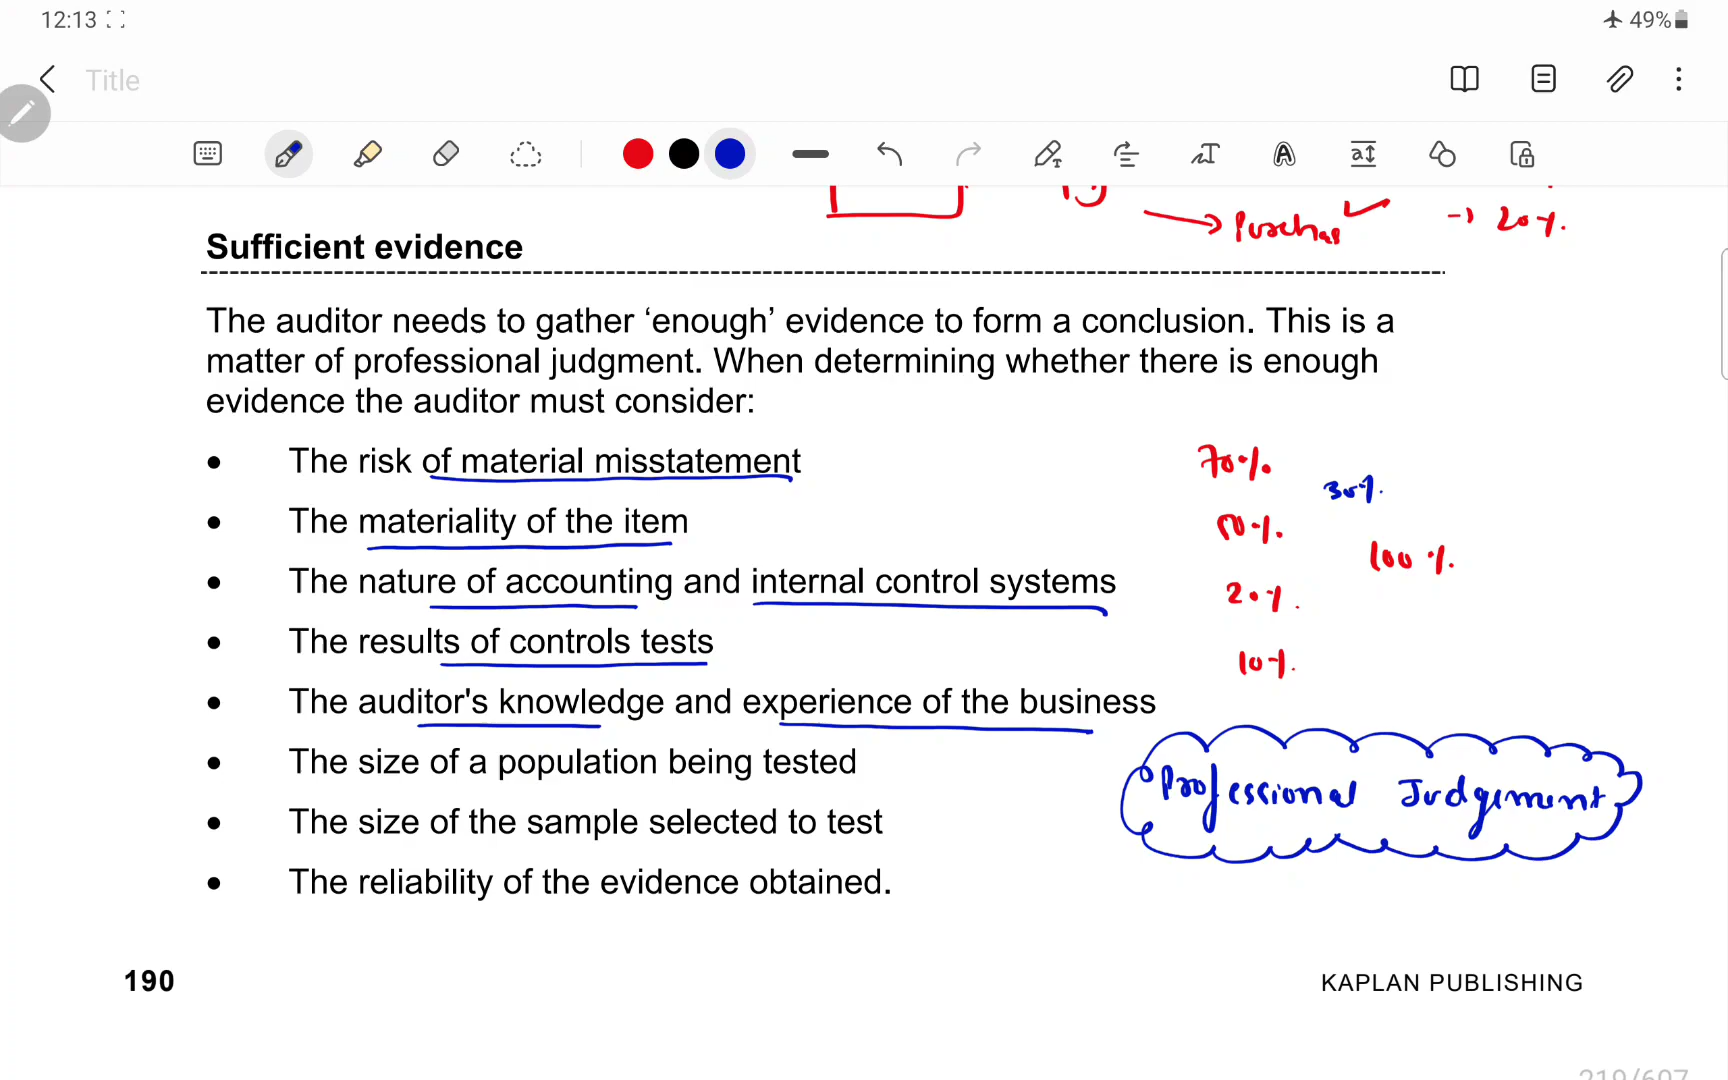 12:13
49%
Title
Purchas
→ 20%.
Sufficient evidence
The auditor needs to gather ‘enough’ evidence to form a conclusion. This is a
matter of professional judgment. When determining whether there is enough
evidence the auditor must consider:
• The risk of material misstatement
70%.
30%.
• The materiality of the item
50%.
100%.
• The nature of accounting and internal control systems
20%.
• The results of controls tests
10%.
• The auditor's knowledge and experience of the business
• The size of a population being tested
Professional Judgement
• The size of the sample selected to test
• The reliability of the evidence obtained.
190
KAPLAN PUBLISHING
219/607